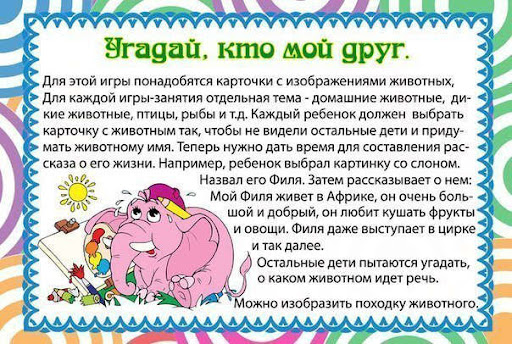 Угадай, кто мой друг.
Для этой игры понадобятся карточки с изображениями животных,
Для каждой игры-занятия отдельная тема - домашние животные, ди-
кие животные, птицы, рыбы и т.д. Каждый ребенок должен выбрать
карточку с животным так, чтобы не видели остальные дети и приду-
мать животному имя. Теперь нужно дать время для составления рас-
сказа о его жизни. Например, ребенок выбрал картинку со слоном.
Назвал его Филя. Затем рассказывает о нем:
Мой Филя живет в Африке, он очень боль-
шой и добрый, он любит кушать фрукты
и овощи. Филя даже выступает в цирке
и так далее.
Остальные дети пытаются угадать,
о каком животном идет речь.
Можно изобразить походку животного.